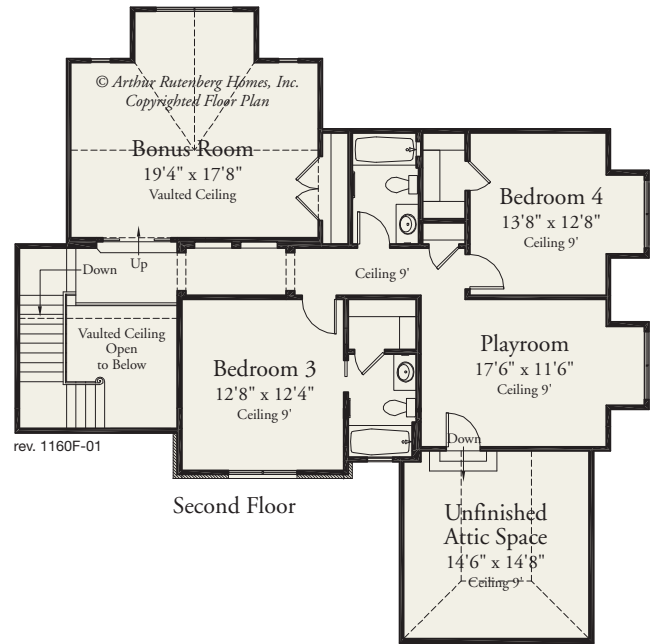 © Arthur Rutenberg Homes, Inc.
Copyrighted Floor Plan
Bonus Room
19'4" x 17'8"
Vaulted Ceiling
Bedroom 4
13'8" x 12'8"
Ceiling 9'
Down
Up
Ceiling 9'
Vaulted Ceiling
Open
to Below
Bedroom 3
12'8" x 12'4"
Ceiling 9'
Playroom
17'6" x 11'6"
Ceiling 9'
Down
rev. 1160F-01
Second Floor
Unfinished
Attic Space
14'6" x 14'8"
Ceiling 9'